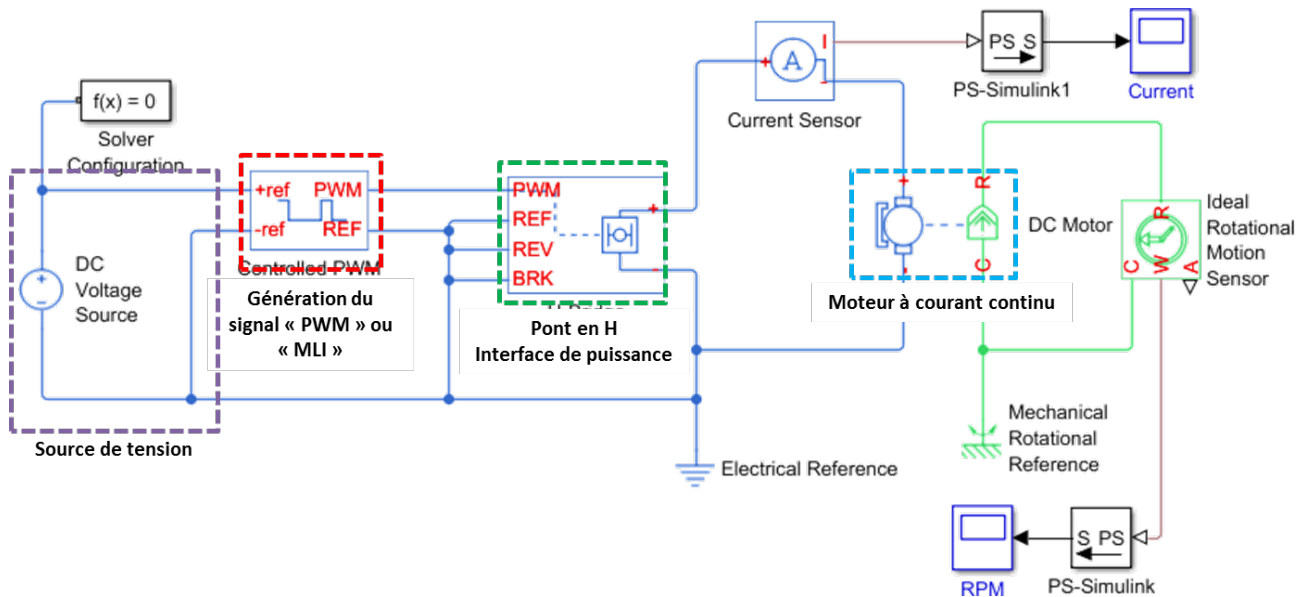 f(x) = 0
Solver
Configuration
DC
Voltage
Source
Source de tension
+ref PWM
-ref REF
Controlled PWM
Génération du
signal « PWM » ou
« MLI »
PWM
REF
REV
BRK
+
-
Pont en H
Interface de puissance
+
A
I
-
Current Sensor
PS S
PS-Simulink1
Current
+
-
R
C
DC Motor
Moteur à courant continu
R
C
W
A
Ideal
Rotational
Motion
Sensor
Mechanical
Rotational
Reference
Electrical Reference
RPM
S PS
PS-Simulink